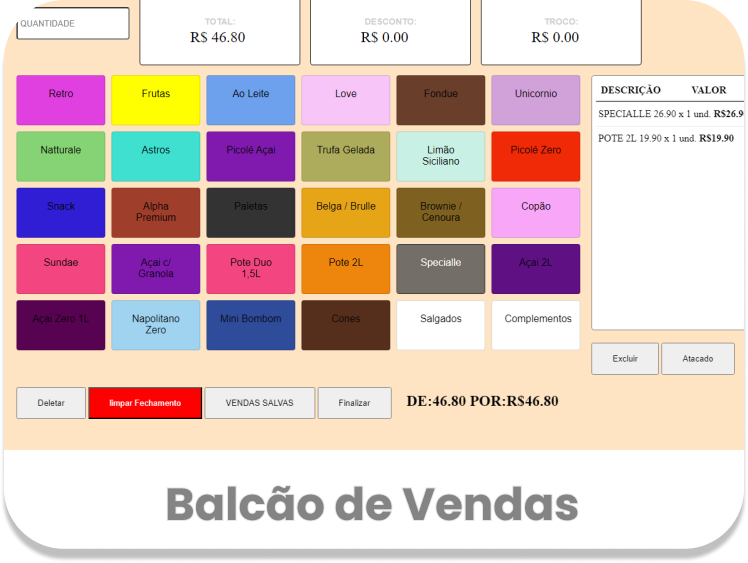 QUANTIDADE
TOTAL:
R$ 46.80
DESCONTO:
R$ 0.00
TROCO:
R$ 0.00
Retro
Frutas
Ao Leite
Love
Fondue
Unicornio
Natturale
Astros
Picolé Açai
Trufa Gelada
Limão
Siciliano
Picolé Zero
Snack
Alpha
Premium
Paletas
Belga / Brulle
Brownie /
Cenoura
Copão
Sundae
Açai c/
Granola
Pote Duo
1,5L
Pote 2L
Specialle
Açai 2L
Açai Zero 1L
Napolitano
Zero
Mini Bombom
Cones
Salgados
Complementos
DESCRIÇÃO VALOR
SPECIALLE 26.90 x 1 und. R$26.9
POTE 2L 19.90 x 1 und. R$19.90
Excluir
Atacado
Deletar
limpar Fechamento
VENDAS SALVAS
Finalizar
DE:46.80 POR:R$46.80
Balcão de Vendas